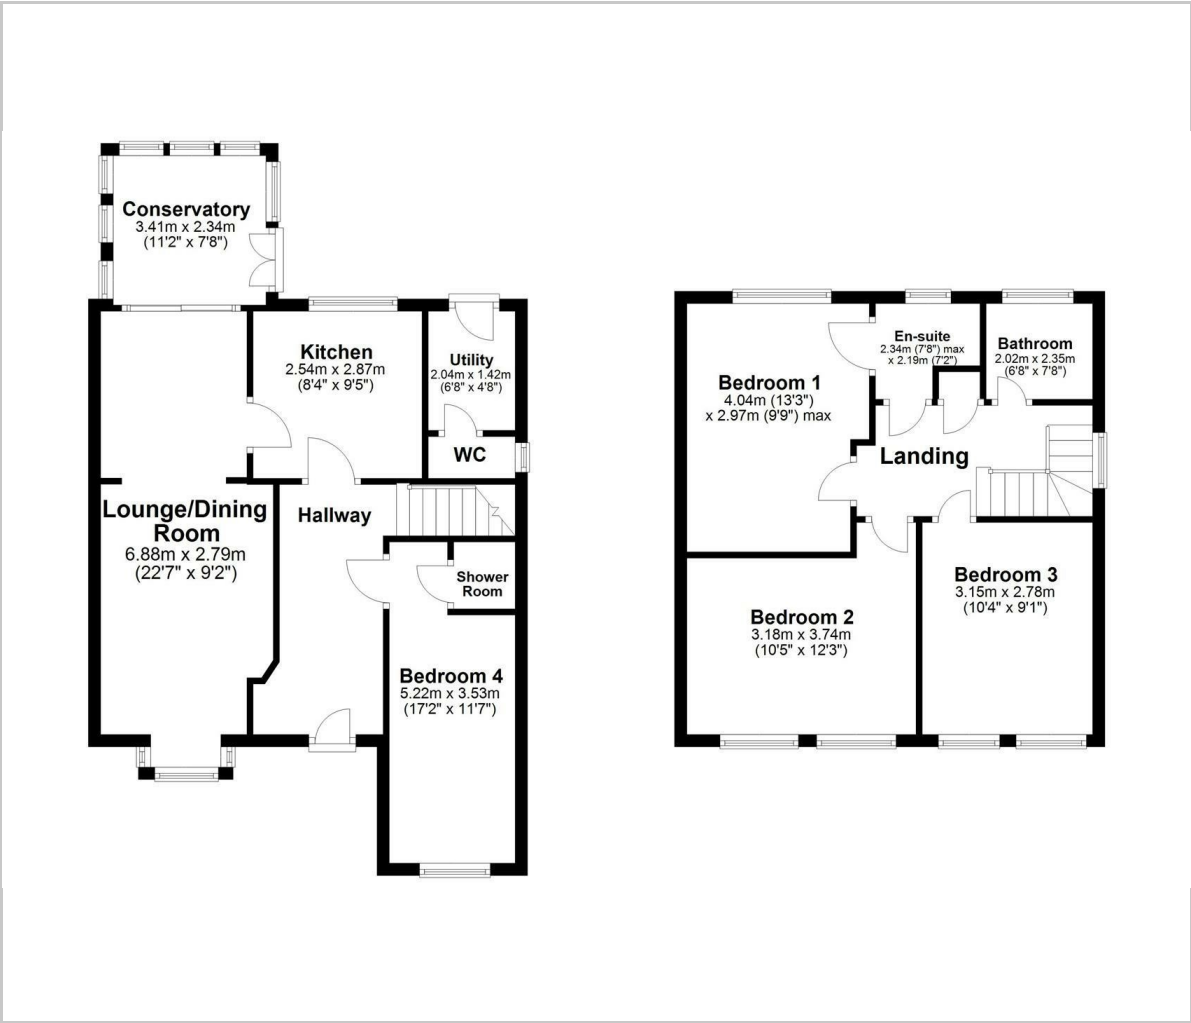 Conservatory
3.41m x 2.34m
(11'2" x 7'8")
Kitchen
2.54m x 2.87m
(8'4" x 9'5")
Utility
2.04m x 1.42m
(6'8" x 4'8")
WC
Lounge/Dining
Room
6.88m x 2.79m
(22'7" x 9'2")
Hallway
Shower
Room
Bedroom 4
5.22m x 3.53m
(17'2" x 11'7")
Bedroom 1
4.04m (13'3")
x 2.97m (9'9") max
En-suite
2.34m (7'8") max
x 2.19m (7'2")
Bathroom
2.02m x 2.35m
(6'8" x 7'8")
Landing
Bedroom 2
3.18m x 3.74m
(10'5" x 12'3")
Bedroom 3
3.15m x 2.78m
(10'4" x 9'1")